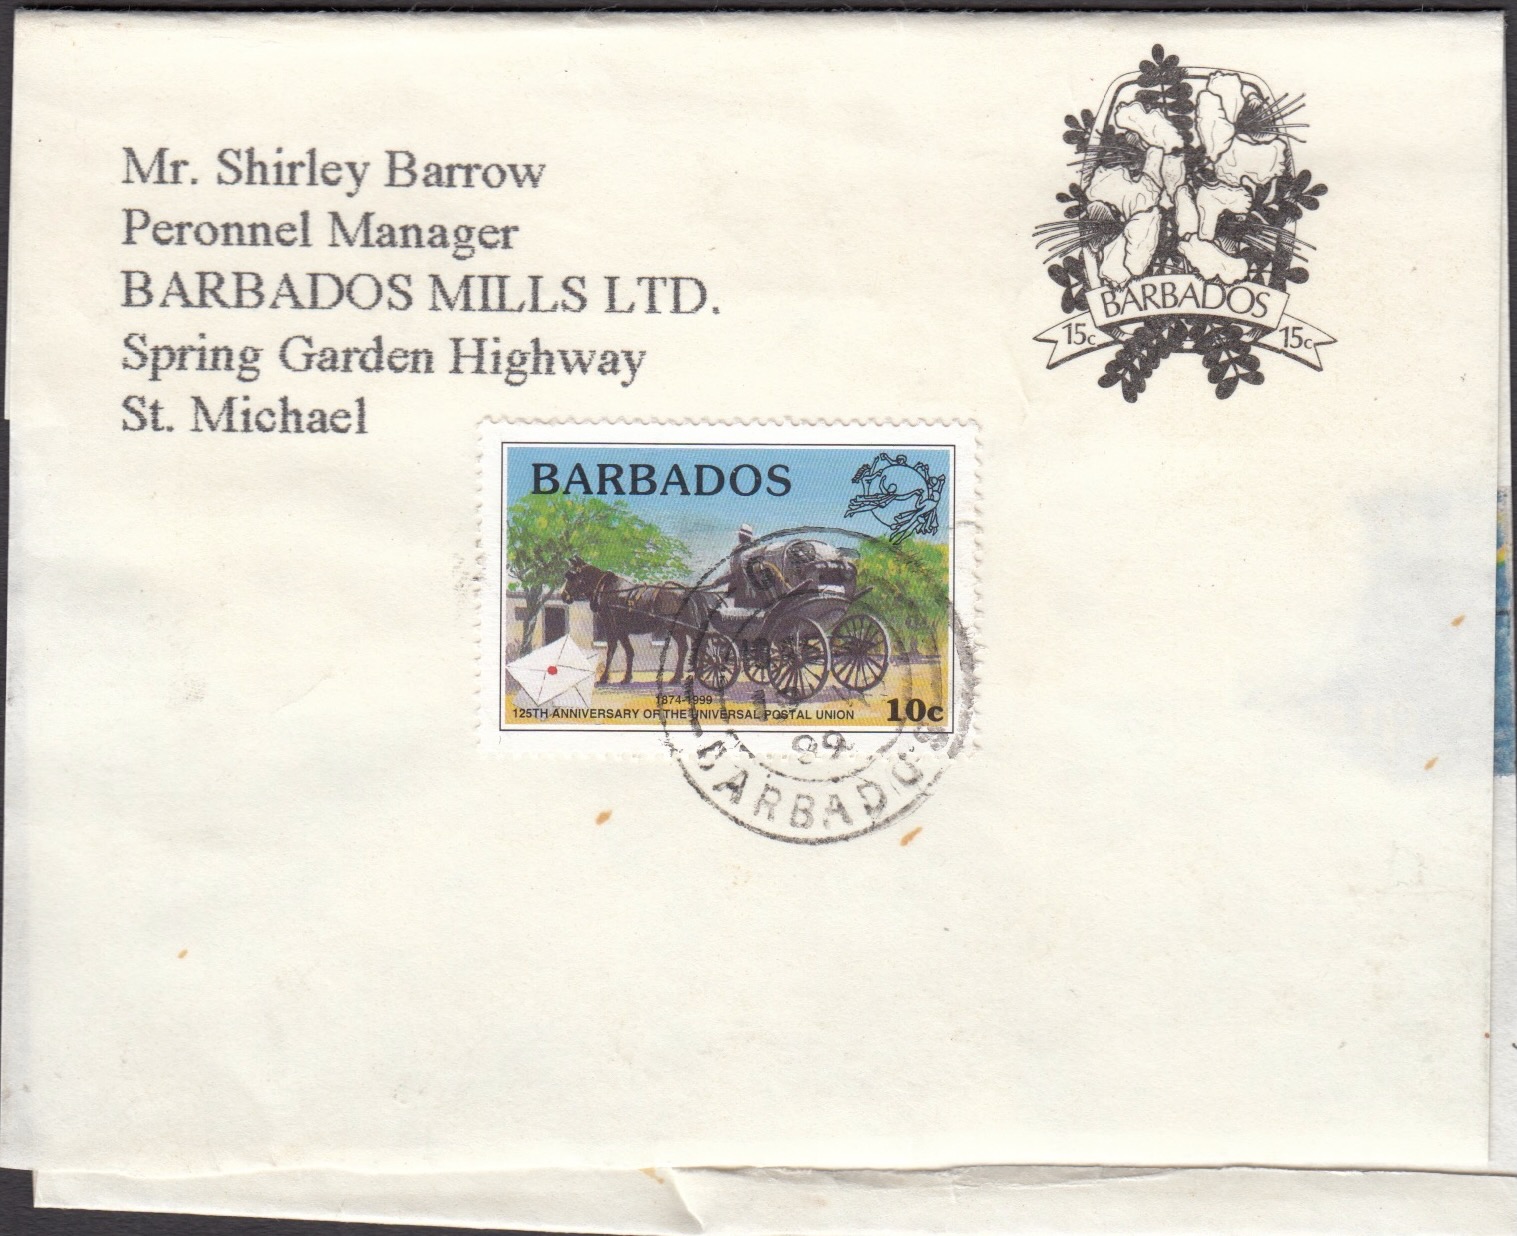 Mr. Shirley Barrow
Peronnel Manager
BARBADOS MILLS LTD.
Spring Garden Highway
St. Michael
BARBADOS
15c 15c
BARBADOS
1874-1999
125TH ANNIVERSARY OF THE UNIVERSAL POSTAL UNION
10c
99
BARBADOS